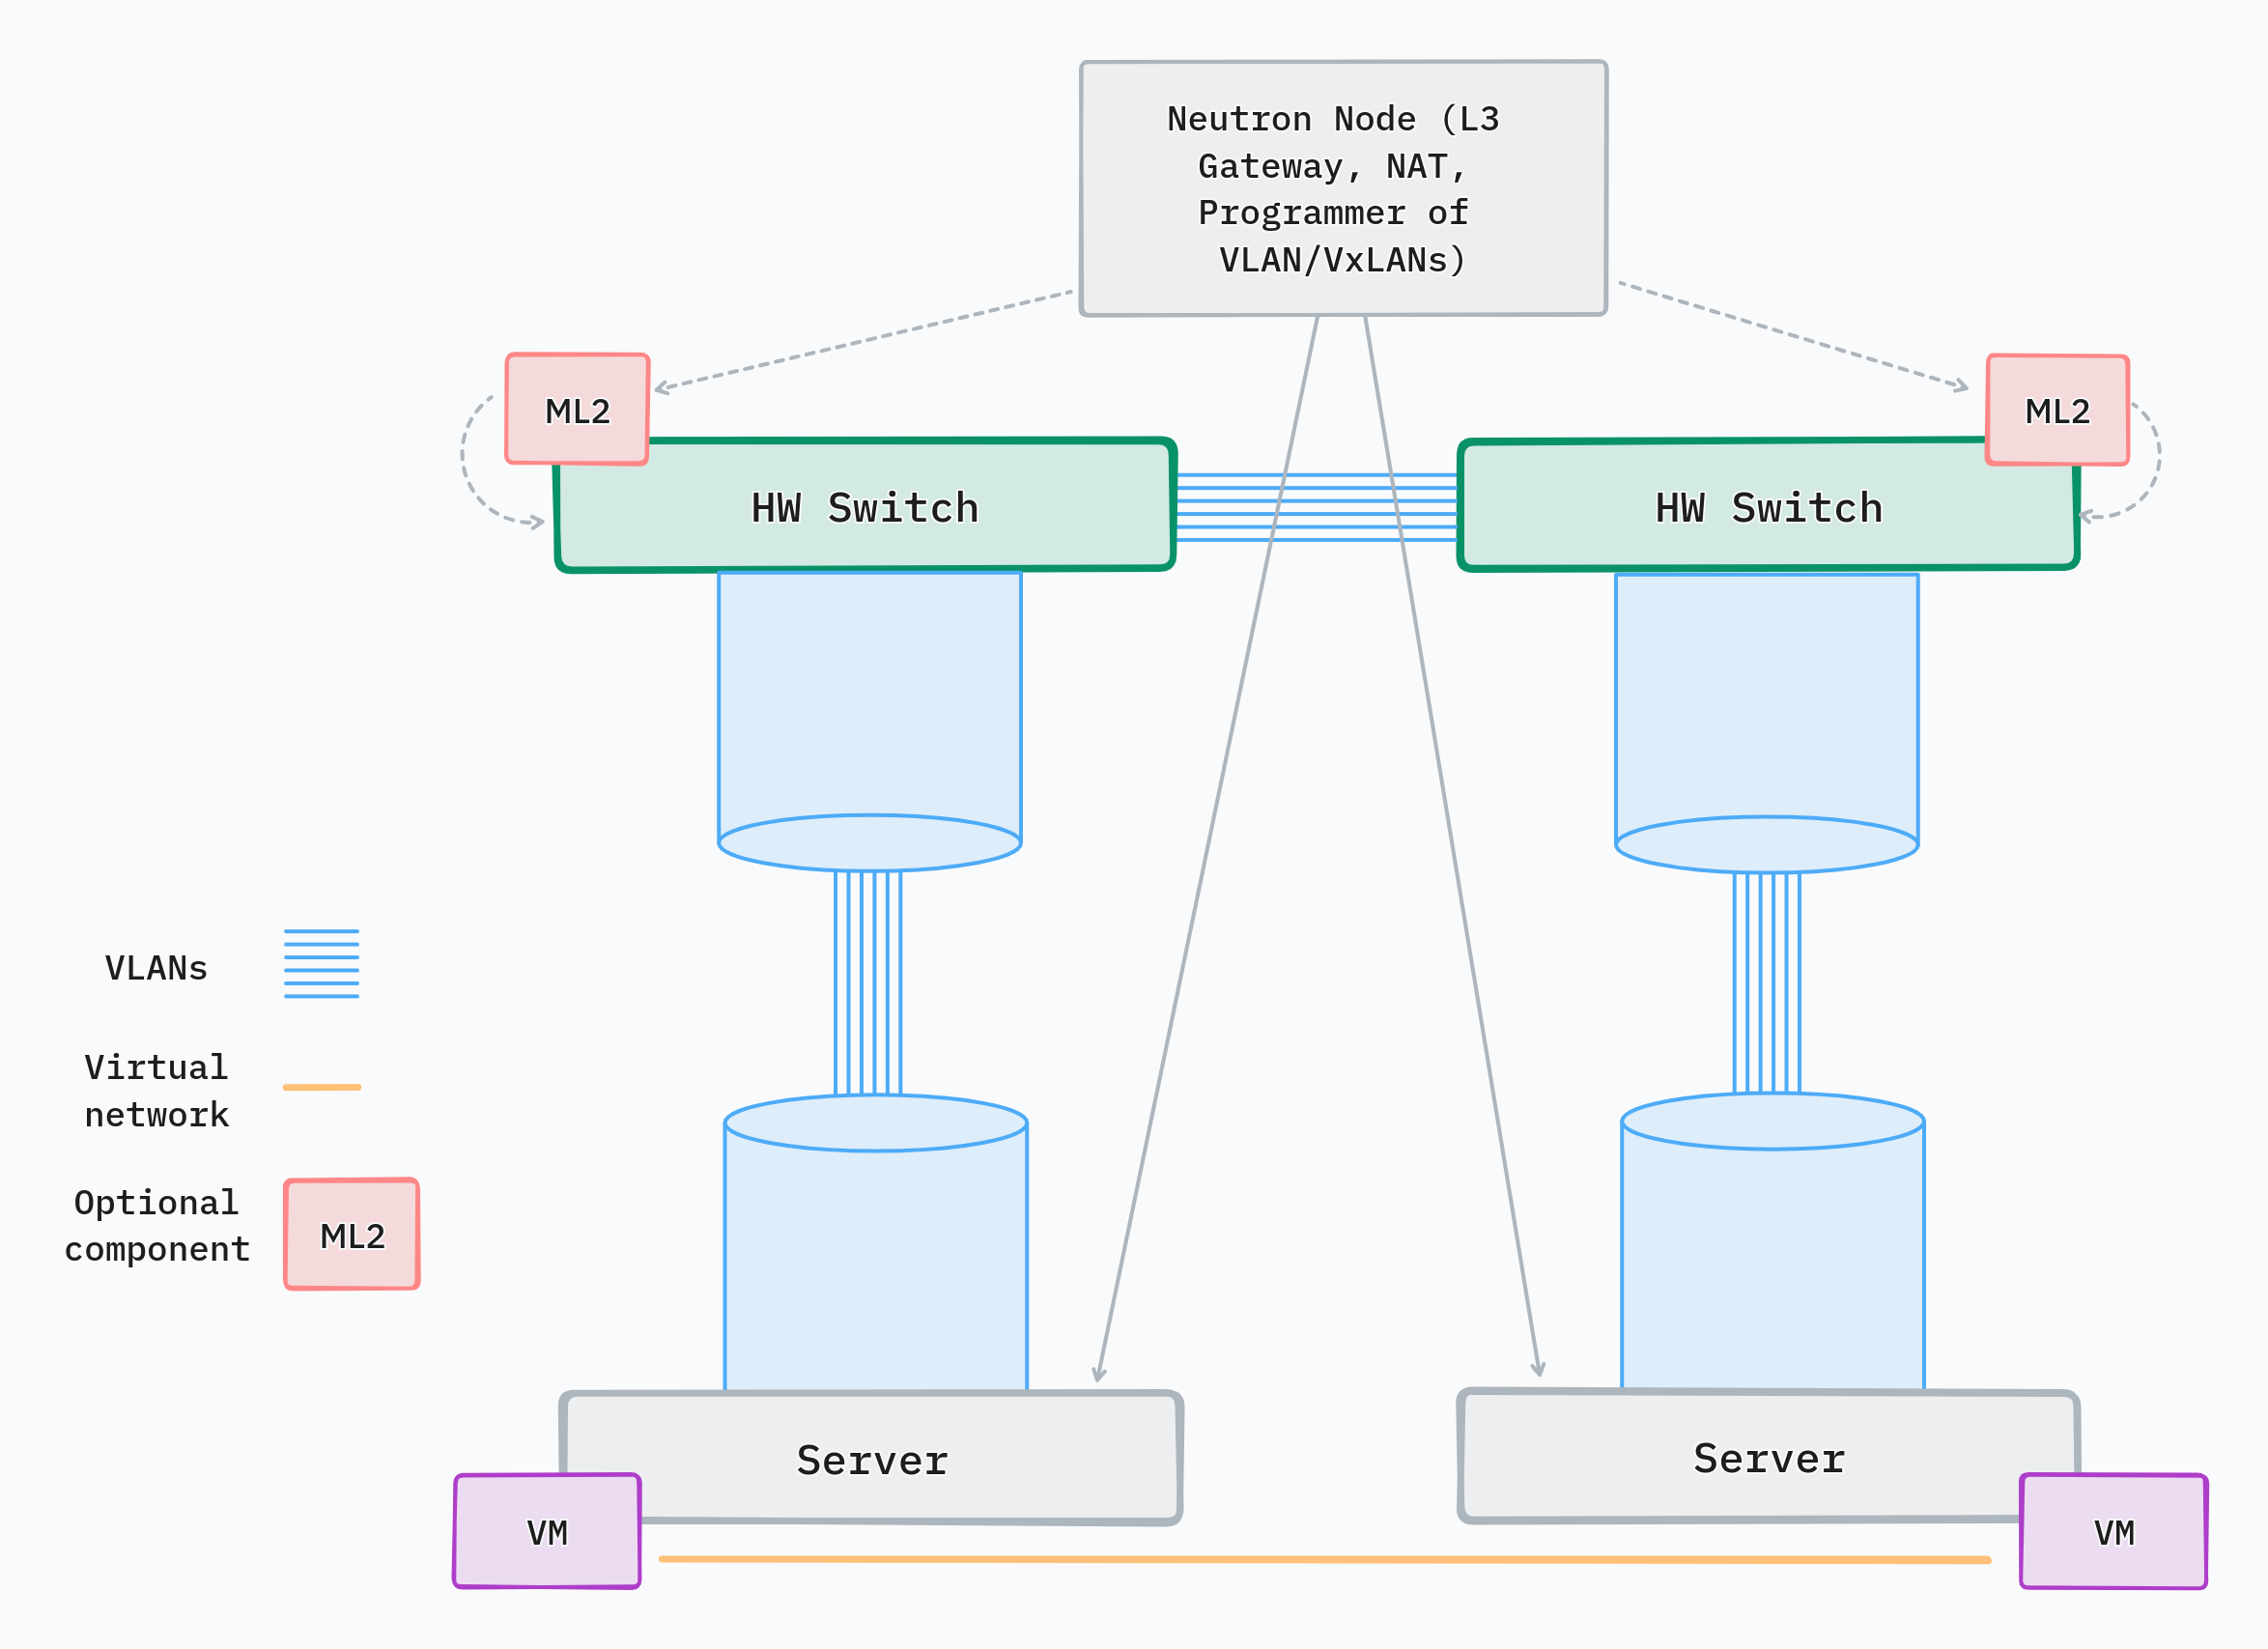 Neutron Node (L3
Gateway, NAT,
Programmer of
VLAN/VxLANs)
ML2
ML2
HW Switch
HW Switch
VLANs
Virtual
network
Optional
component
ML2
Server
Server
VM
VM